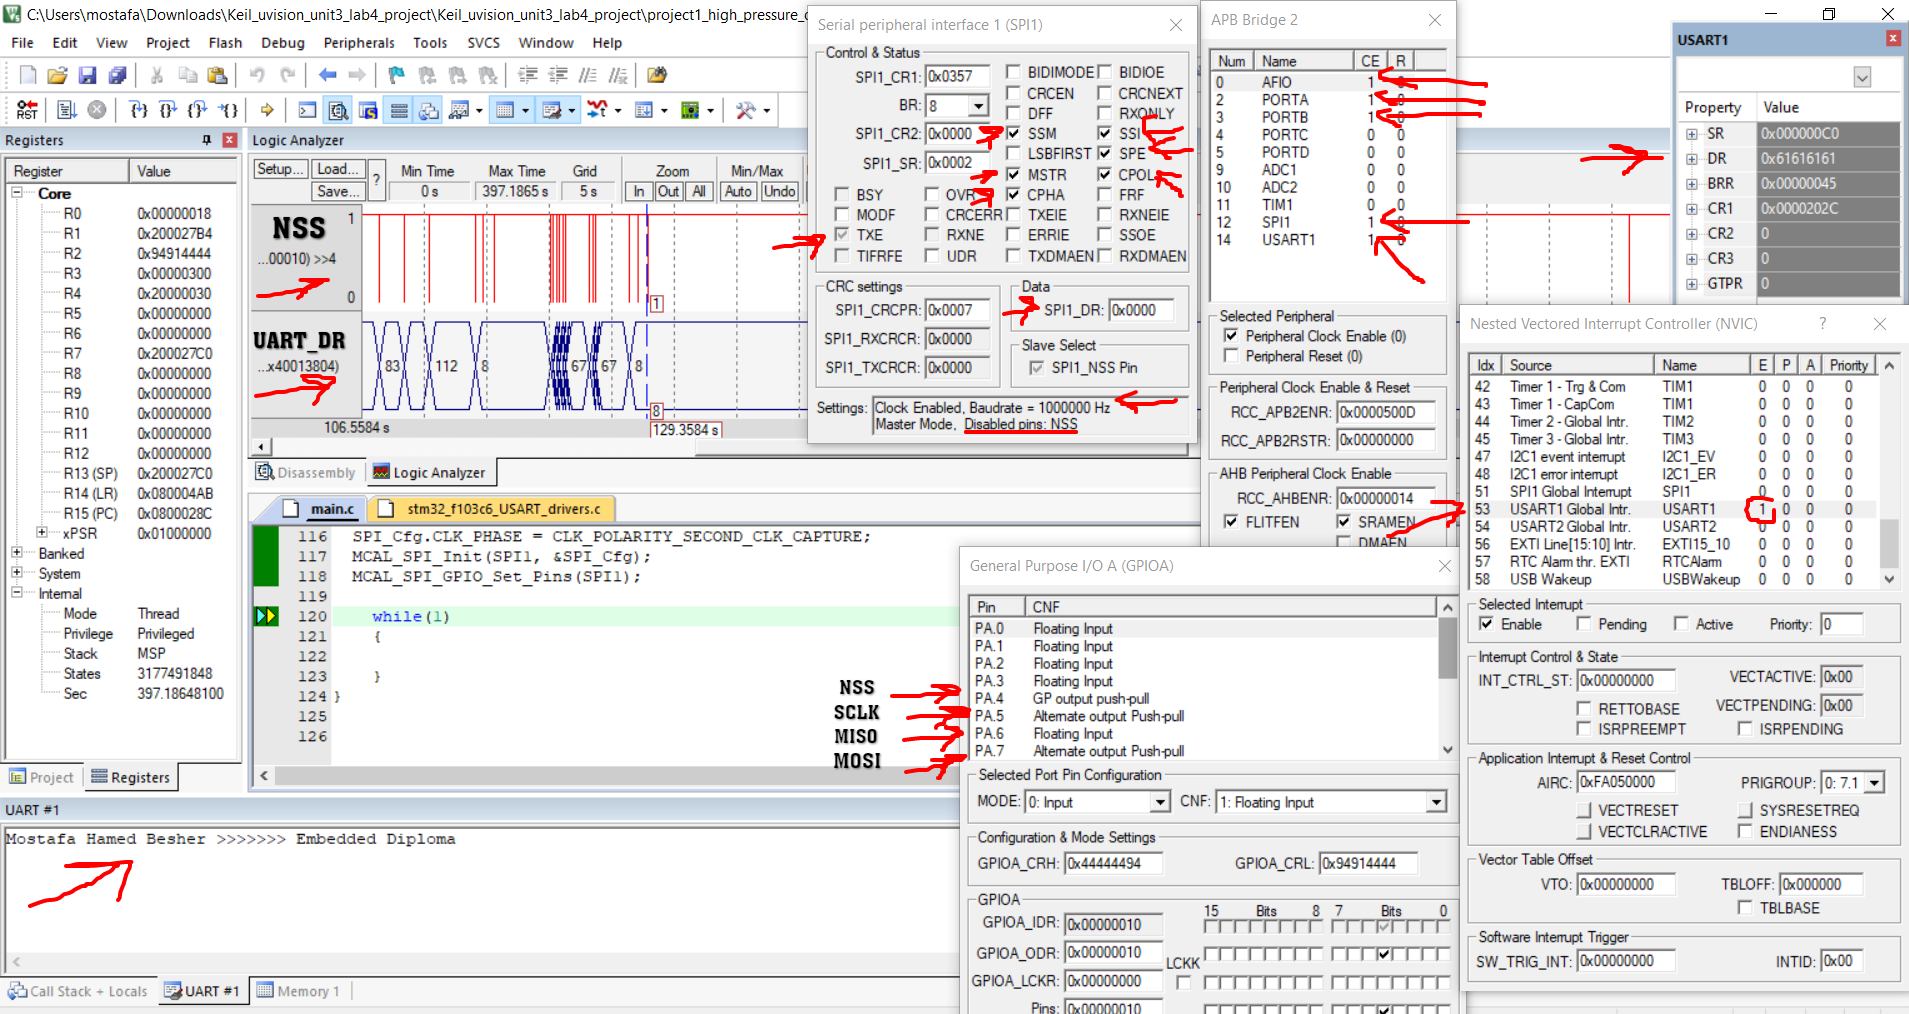 C:\Users\mostafa\Downloads\Keil_uvision_unit3_lab4_project\Keil_uvision_unit3_lab4_project\project1_high_pressure_
File Edit View Project Flash Debug Peripherals Tools SVCS Window Help
Registers
Register Value
Core
R0 0x00000018
R1 0x200027B4
R2 0x94914444
R3 0x00000300
R4 0x20000030
R5 0x00000000
R6 0x00000000
R7 0x200027C0
R8 0x00000000
R9 0x00000000
R10 0x00000000
R11 0x00000000
R12 0x00000000
R13 (SP) 0x200027C0
R14 (LR) 0x080004AB
R15 (PC) 0x0800028C
xPSR 0x01000000
Banked
System
Internal
Mode Thread
Privilege Privileged
Stack MSP
States 3177491848
Sec 397.18648100
Project Registers
Logic Analyzer
Setup... Load... Save... ?
Min Time Max Time Grid Zoom Min/Max
0 s 397.1865 s 5 s In Out All Auto Undo
NSS
...00010) >>4
1
0
1
UART_DR
...x40013804)
83 112 8 67 67 8
8
106.5584 s 129.3584 s
Disassembly Logic Analyzer
main.c stm32_f103c6_USART_drivers.c
116 SPI_Cfg.CLK_PHASE = CLK_POLARITY_SECOND_CLK_CAPTURE;
117 MCAL_SPI_Init(SPI1, &SPI_Cfg);
118 MCAL_SPI_GPIO_Set_Pins(SPI1);
119
120 while(1)
121 {
122
123 }
124 }
125
126
NSS
SCLK
MISO
MOSI
UART #1
Mostafa Hamed Besher >>>>>>> Embedded Diploma
Call Stack + Locals UART #1 Memory 1
Serial peripheral interface 1 (SPI1)
Control & Status
SPI1_CR1: 0x0357
BR: 8
SPI1_CR2: 0x0000
SPI1_SR: 0x0002
BIDIMODE BIDIOE
CRCEN CRCNEXT
DFF RXONLY
SSM SSI
LSBFIRST SPE
MSTR CPOL
BSY OVR CPHA FRF
MODF CRCERR TXEIE RXNEIE
TXE RXNE ERRIE SSOE
TIFRFE UDR TXDMAEN RXDMAEN
CRC settings
SPI1_CRCPR: 0x0007
SPI1_RXCRCR: 0x0000
SPI1_TXCRCR: 0x0000
Data
SPI1_DR: 0x0000
Slave Select
SPI1_NSS Pin
Settings: Clock Enabled, Baudrate = 1000000 Hz
Master Mode, Disabled pins: NSS
APB Bridge 2
Num Name CE R
0 AFIO 1
2 PORTA 1
3 PORTB 1
4 PORTC 0 0
5 PORTD 0 0
9 ADC1 0 0
10 ADC2 0 0
11 TIM1 0 0
12 SPI1 1
14 USART1 1
Selected Peripheral
Peripheral Clock Enable (0)
Peripheral Reset (0)
Peripheral Clock Enable & Reset
RCC_APB2ENR: 0x0000500D
RCC_APB2RSTR: 0x00000000
AHB Peripheral Clock Enable
RCC_AHBENR: 0x00000014
FLITFEN SRAMEN
DMAEN
General Purpose I/O A (GPIOA)
Pin CNF
PA.0 Floating Input
PA.1 Floating Input
PA.2 Floating Input
PA.3 Floating Input
PA.4 GP output push-pull
PA.5 Alternate output Push-pull
PA.6 Floating Input
PA.7 Alternate output Push-pull
Selected Port Pin Configuration
MODE: 0: Input CNF: 1: Floating Input
Configuration & Mode Settings
GPIOA_CRH: 0x44444494 GPIOA_CRL: 0x94914444
GPIOA
15 Bits 8 7 Bits 0
GPIOA_IDR: 0x00000010
GPIOA_ODR: 0x00000010
LCKK
GPIOA_LCKR: 0x00000000
Pins: 0x00000010
USART1
Property Value
SR 0x000000C0
DR 0x61616161
BRR 0x00000045
CR1 0x0000202C
CR2 0
CR3 0
GTPR 0
Nested Vectored Interrupt Controller (NVIC) ?
Idx Source Name E P A Priority
42 Timer 1 - Trg & Com TIM1 0 0 0 0
43 Timer 1 - CapCom TIM1 0 0 0 0
44 Timer 2 - Global Intr. TIM2 0 0 0 0
45 Timer 3 - Global Intr. TIM3 0 0 0 0
47 I2C1 event interrupt I2C1_EV 0 0 0 0
48 I2C1 error interrupt I2C1_ER 0 0 0 0
51 SPI1 Global Interrupt SPI1 0 0 0 0
53 USART1 Global Intr. USART1 1 0 0 0
54 USART2 Global Intr. USART2 0 0 0 0
56 EXTI Line[15:10] Intr. EXTI15_10 0 0 0 0
57 RTC Alarm thr. EXTI RTCAlarm 0 0 0 0
58 USB Wakeup USBWakeup 0 0 0 0
Selected Interrupt
Enable Pending Active Priority: 0
Interrupt Control & State
INT_CTRL_ST: 0x00000000 VECTACTIVE: 0x00
RETTOBASE VECTPENDING: 0x00
ISRPREEMPT ISRPENDING
Application Interrupt & Reset Control
AIRC: 0xFA050000 PRIGROUP: 0: 7.1
VECTRESET SYSRESETREQ
VECTCLRACTIVE ENDIANESS
Vector Table Offset
VTO: 0x00000000 TBLOFF: 0x000000
TBLBASE
Software Interrupt Trigger
SW_TRIG_INT: 0x00000000 INTID: 0x00